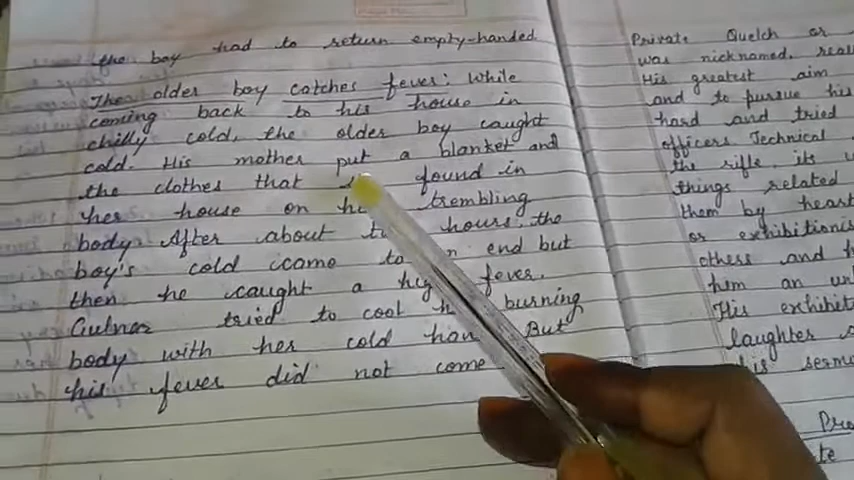 the boy had to return empty-handed
The older boy catches fever: While
coming back to his house in
chilly cold, the older boy caught
cold. His mother put a blanket and
the clothes that found in
her house on trembling
body. After about hours, the
boy's cold came to end but
then he caught a high fever.
Gulnar tried to cool burning
body with her cold But
his fever did not come
Private Quelch or
was nicknamed,
His greatest aim
and to pursue his
hard and tried
officers. Technical
the rifle, its
things related
them by heart
or exhibitionis
others and h
him an un
His exhibit
laughter
his sermo